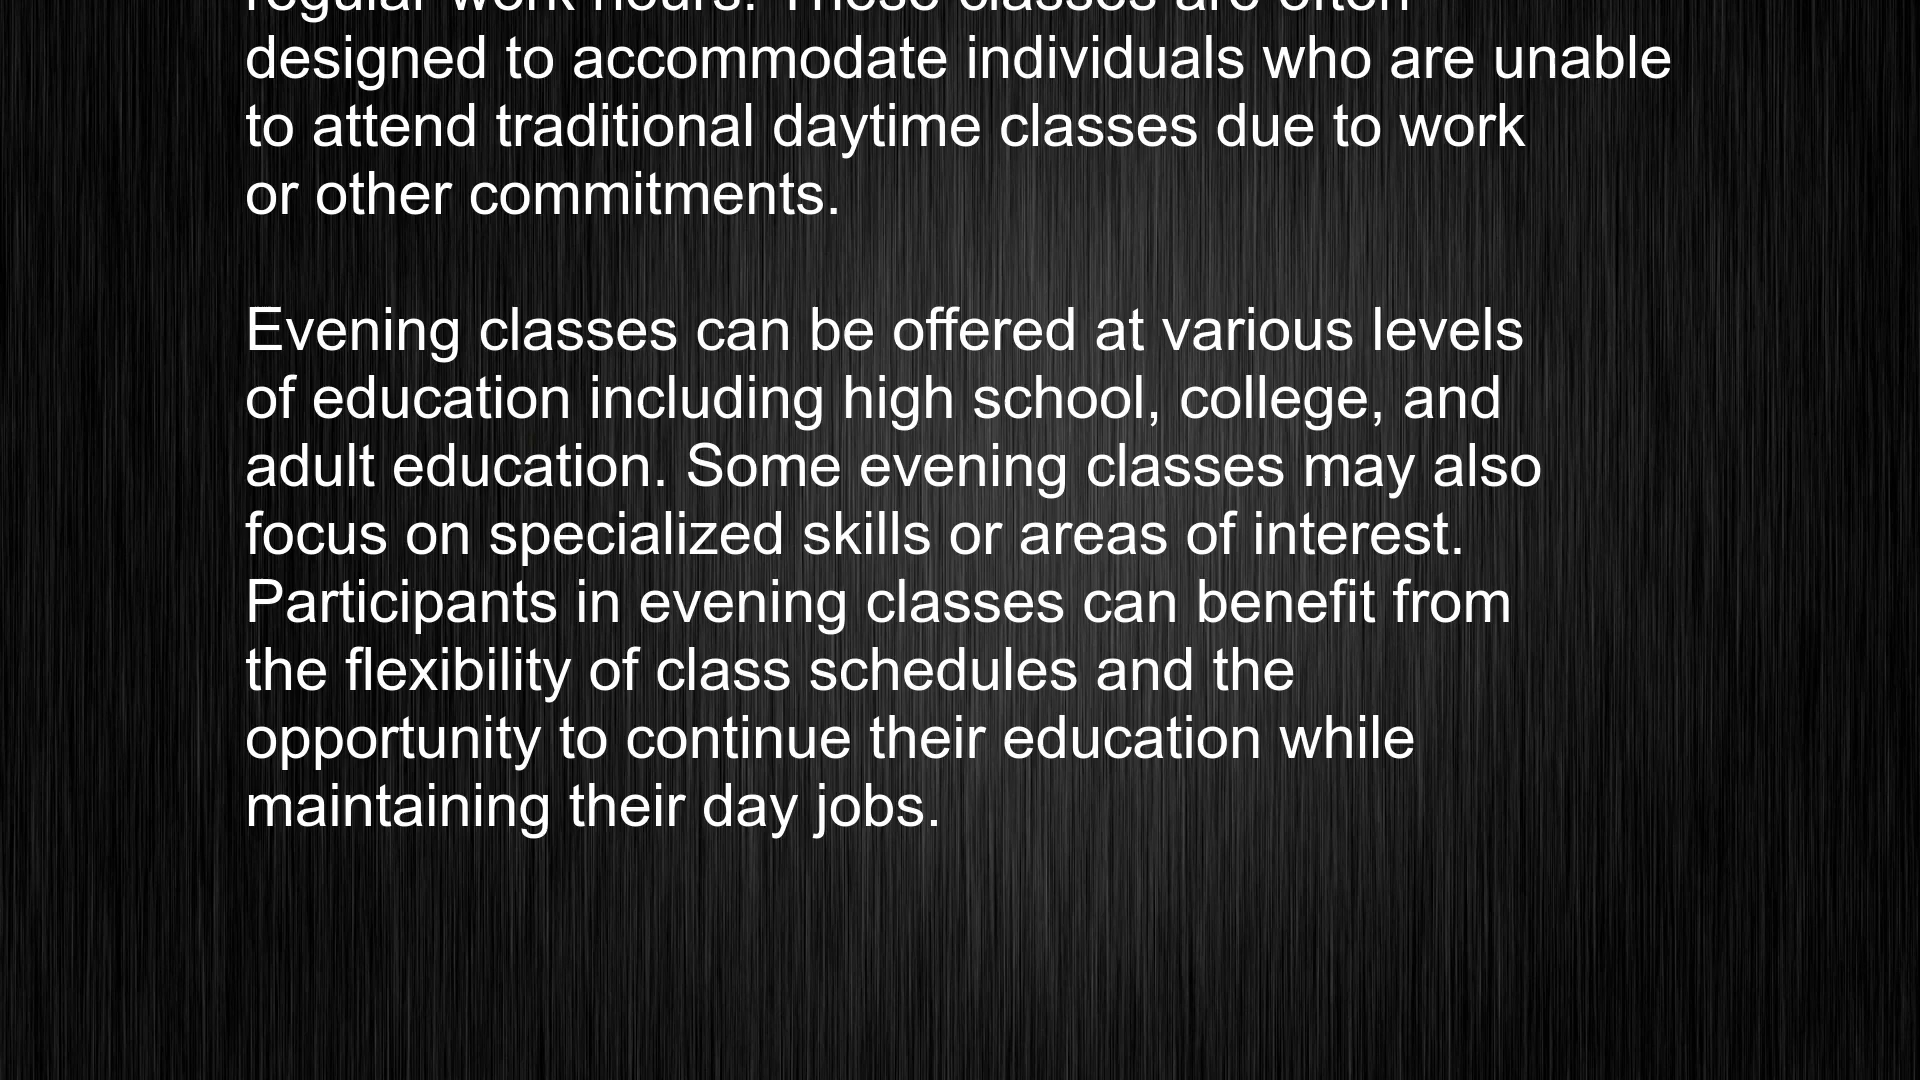 regular work hours. These classes are often
designed to accommodate individuals who are unable
to attend traditional daytime classes due to work
or other commitments.
Evening classes can be offered at various levels
of education including high school, college, and
adult education. Some evening classes may also
focus on specialized skills or areas of interest.
Participants in evening classes can benefit from
the flexibility of class schedules and the
opportunity to continue their education while
maintaining their day jobs.